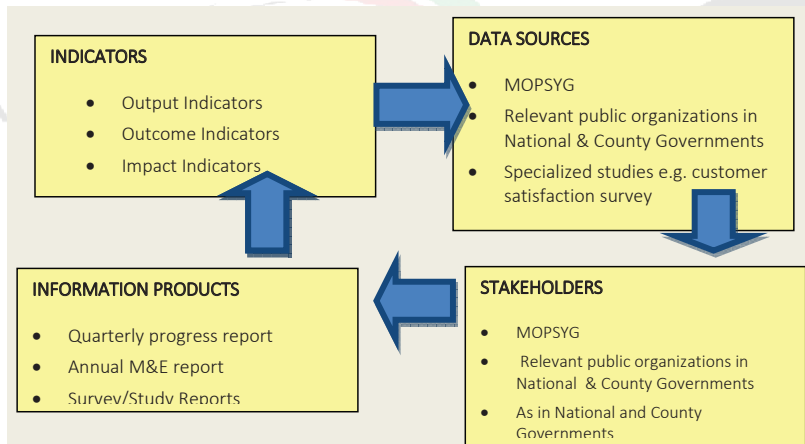 INDICATORS
• Output Indicators
• Outcome Indicators
• Impact Indicators
DATA SOURCES
• MOPSYG
• Relevant public organizations in
National & County Governments
• Specialized studies e.g. customer
satisfaction survey
STAKEHOLDERS
• MOPSYG
• Relevant public organizations in
National & County Governments
• As in National and County
Governments
INFORMATION PRODUCTS
• Quarterly progress report
• Annual M&E report
• Survey/Study Reports